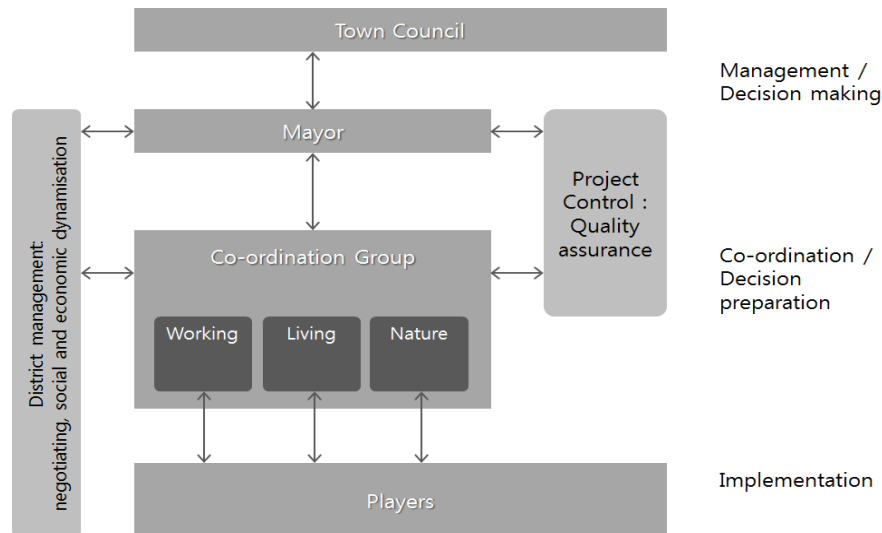 Town Council
Management /
Decision making
Mayor
District management:
negotiating, social and economic dynamisation
Project
Control :
Quality
assurance
Co-ordination Group
Co-ordination /
Decision
preparation
Working
Living
Nature
Players
Implementation